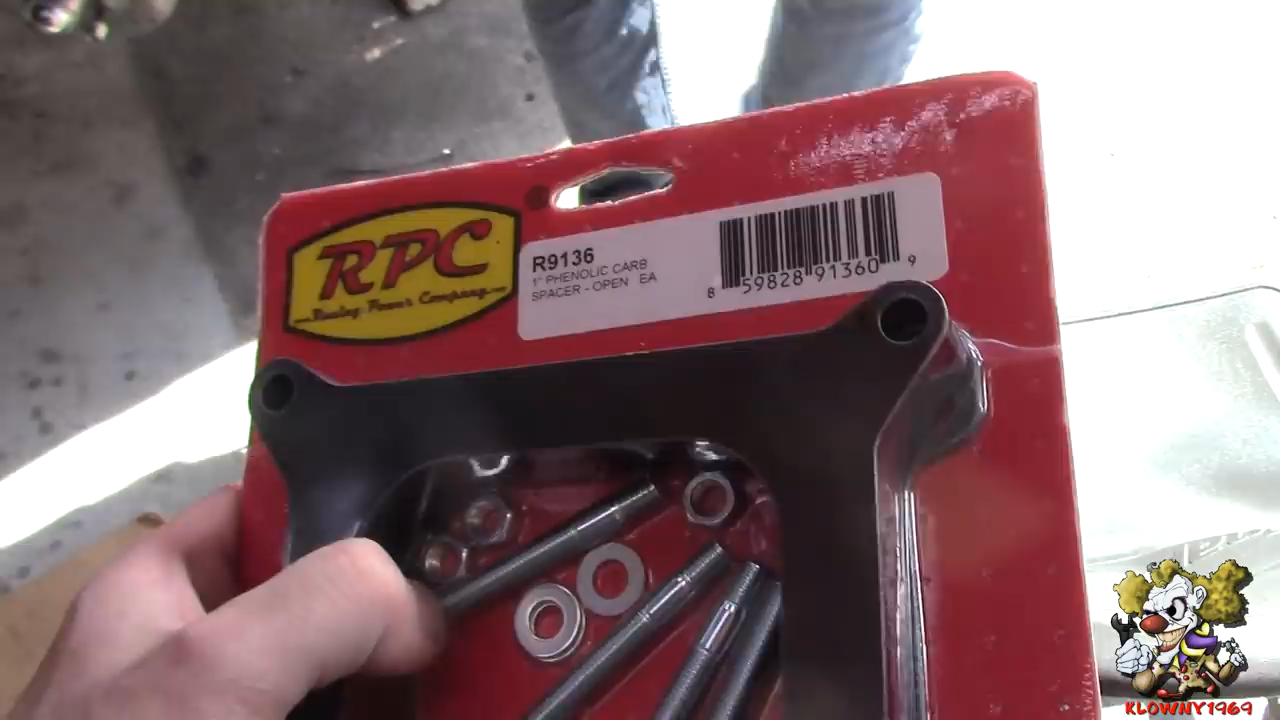 RPC
Racing Power Company
R9136
1" PHENOLIC CARB
SPACER - OPEN EA
8 59828 91360 9
KLOWNY1969